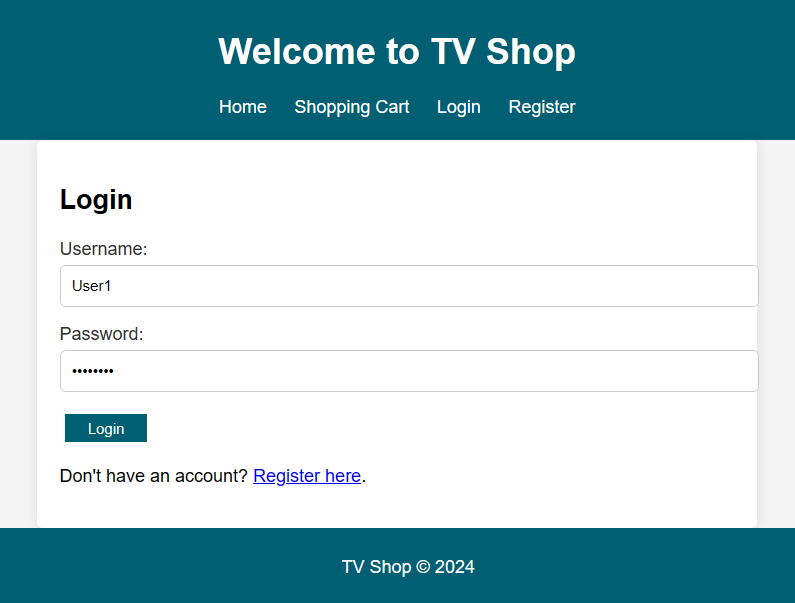 Welcome to TV Shop
Home Shopping Cart Login Register
Login
Username:
User1
Password:
••••••••
Login
Don't have an account? Register here.
TV Shop © 2024